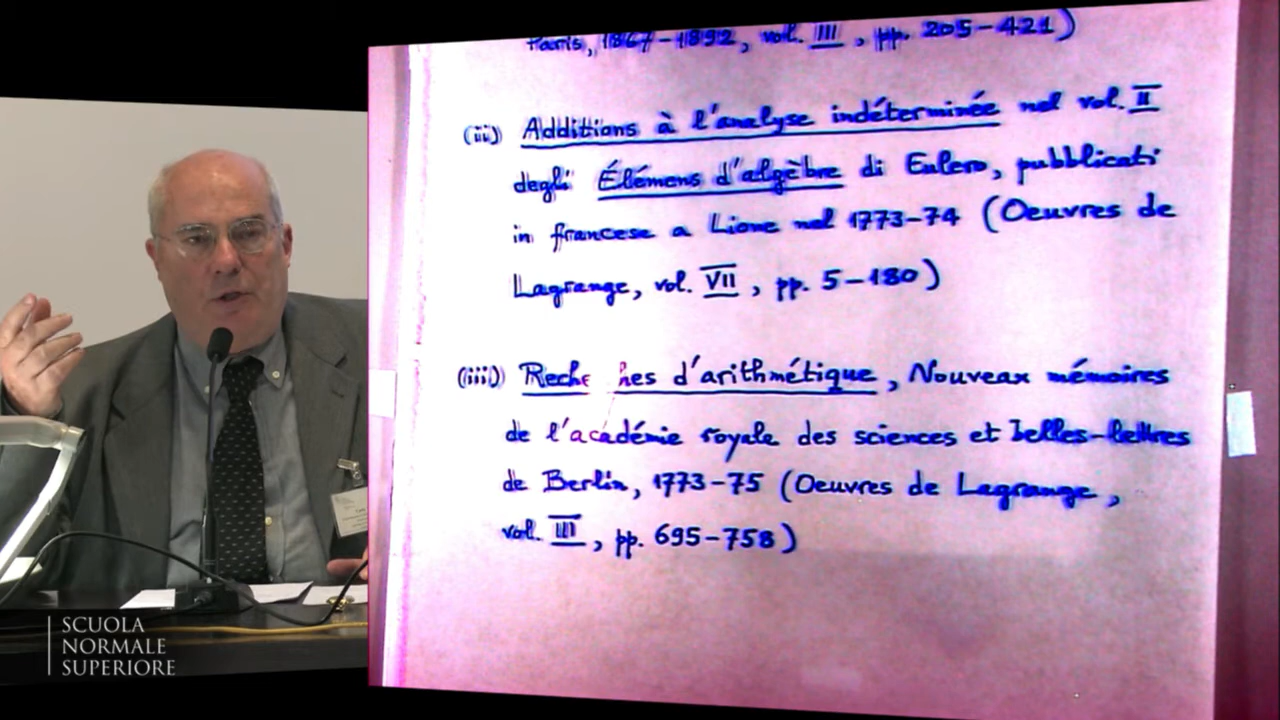 Parris, 1867-1892, vol. III, pp. 205-421)
(ii) Additions à l'analyse indéterminée nel vol. II
degli Élémens d'algèbre di Eulero, pubblicati
in francese a Lione nel 1773-74 (Oeuvres de
Lagrange, vol. VII, pp. 5-180)
(iii) Reche hes d'arithmétique, Nouveax mémoires
de l'académie royale des sciences et belles-lettres
de Berlin, 1773-75 (Oeuvres de Lagrange,
vol. III, pp. 695-758)
SCUOLA
NORMALE
SUPERIORE